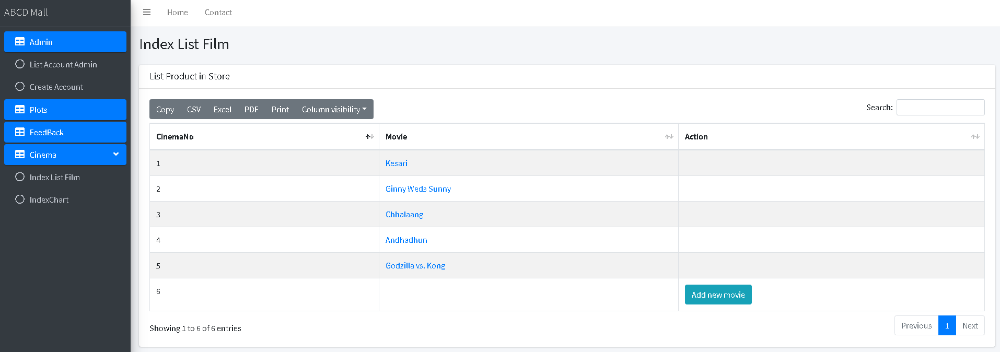 ABCD Mall
Home Contact
Admin
List Account Admin
Create Account
Plots
FeedBack
Cinema
Index List Film
IndexChart
Index List Film
List Product in Store
Copy CSV Excel PDF Print Column visibility
Search:
CinemaNo Movie Action
1 Kesari
2 Ginny Weds Sunny
3 Chhalaang
4 Andhadhun
5 Godzilla vs. Kong
6 Add new movie
Showing 1 to 6 of 6 entries
Previous 1 Next